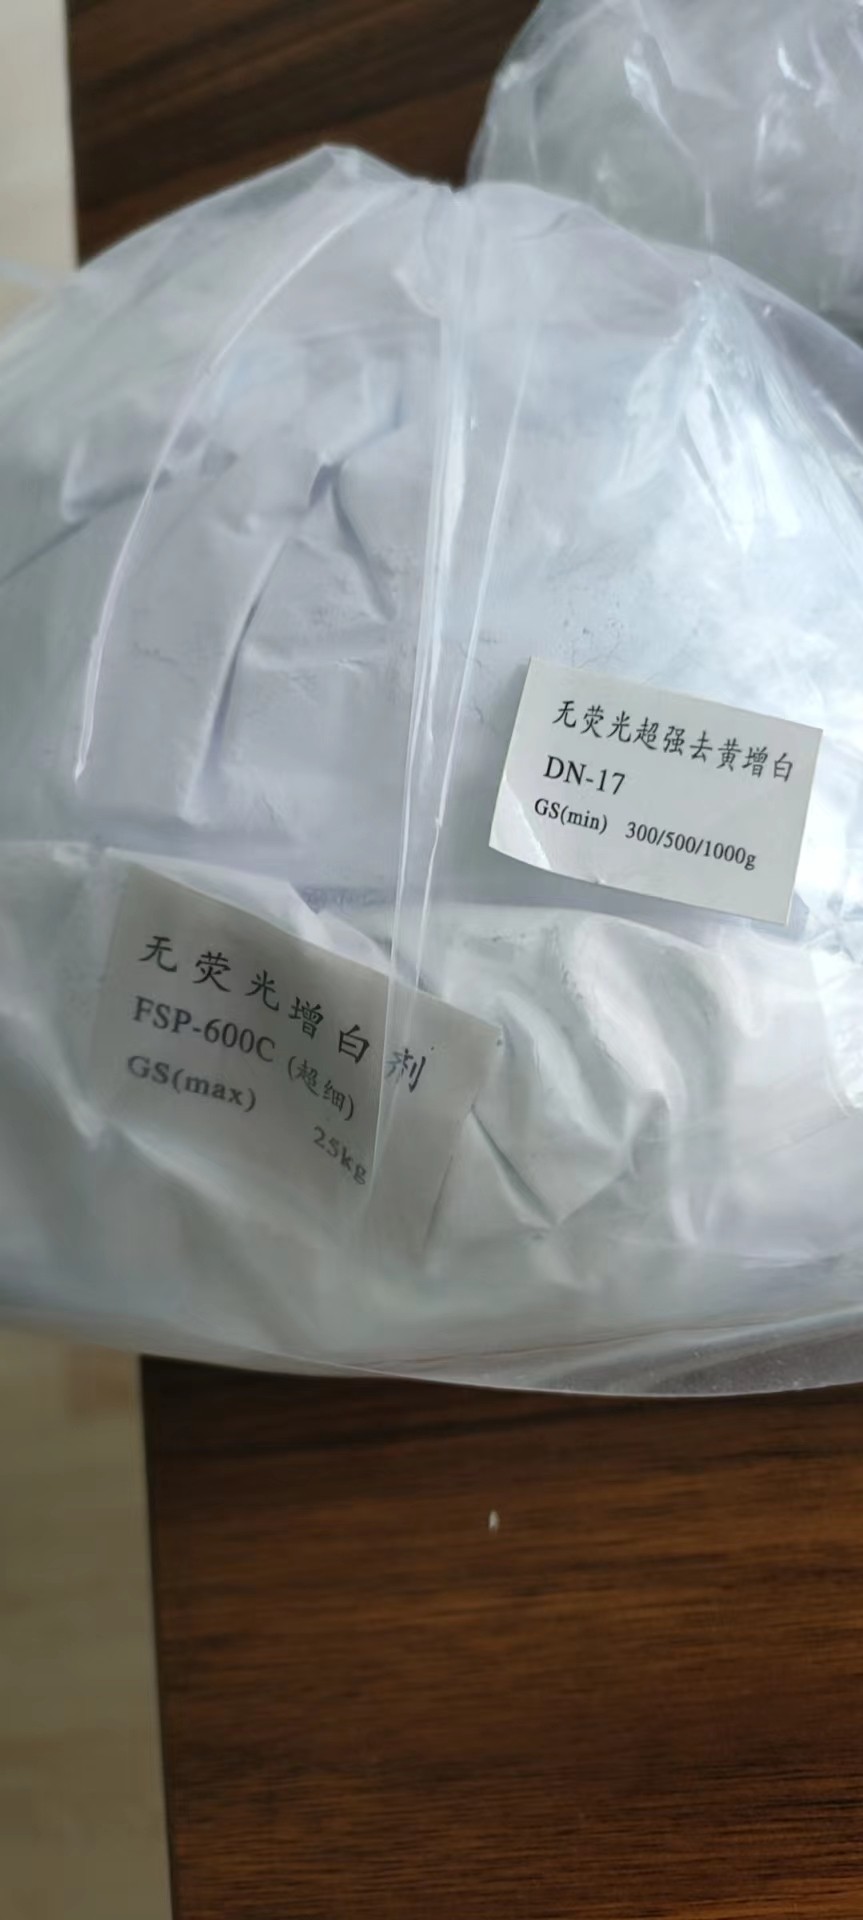 无荧光超强去黄增白
DN-17
GS(min) 300/500/1000g
无荧光增白剂
FSP-600C (超细)
GS(max)
25kg